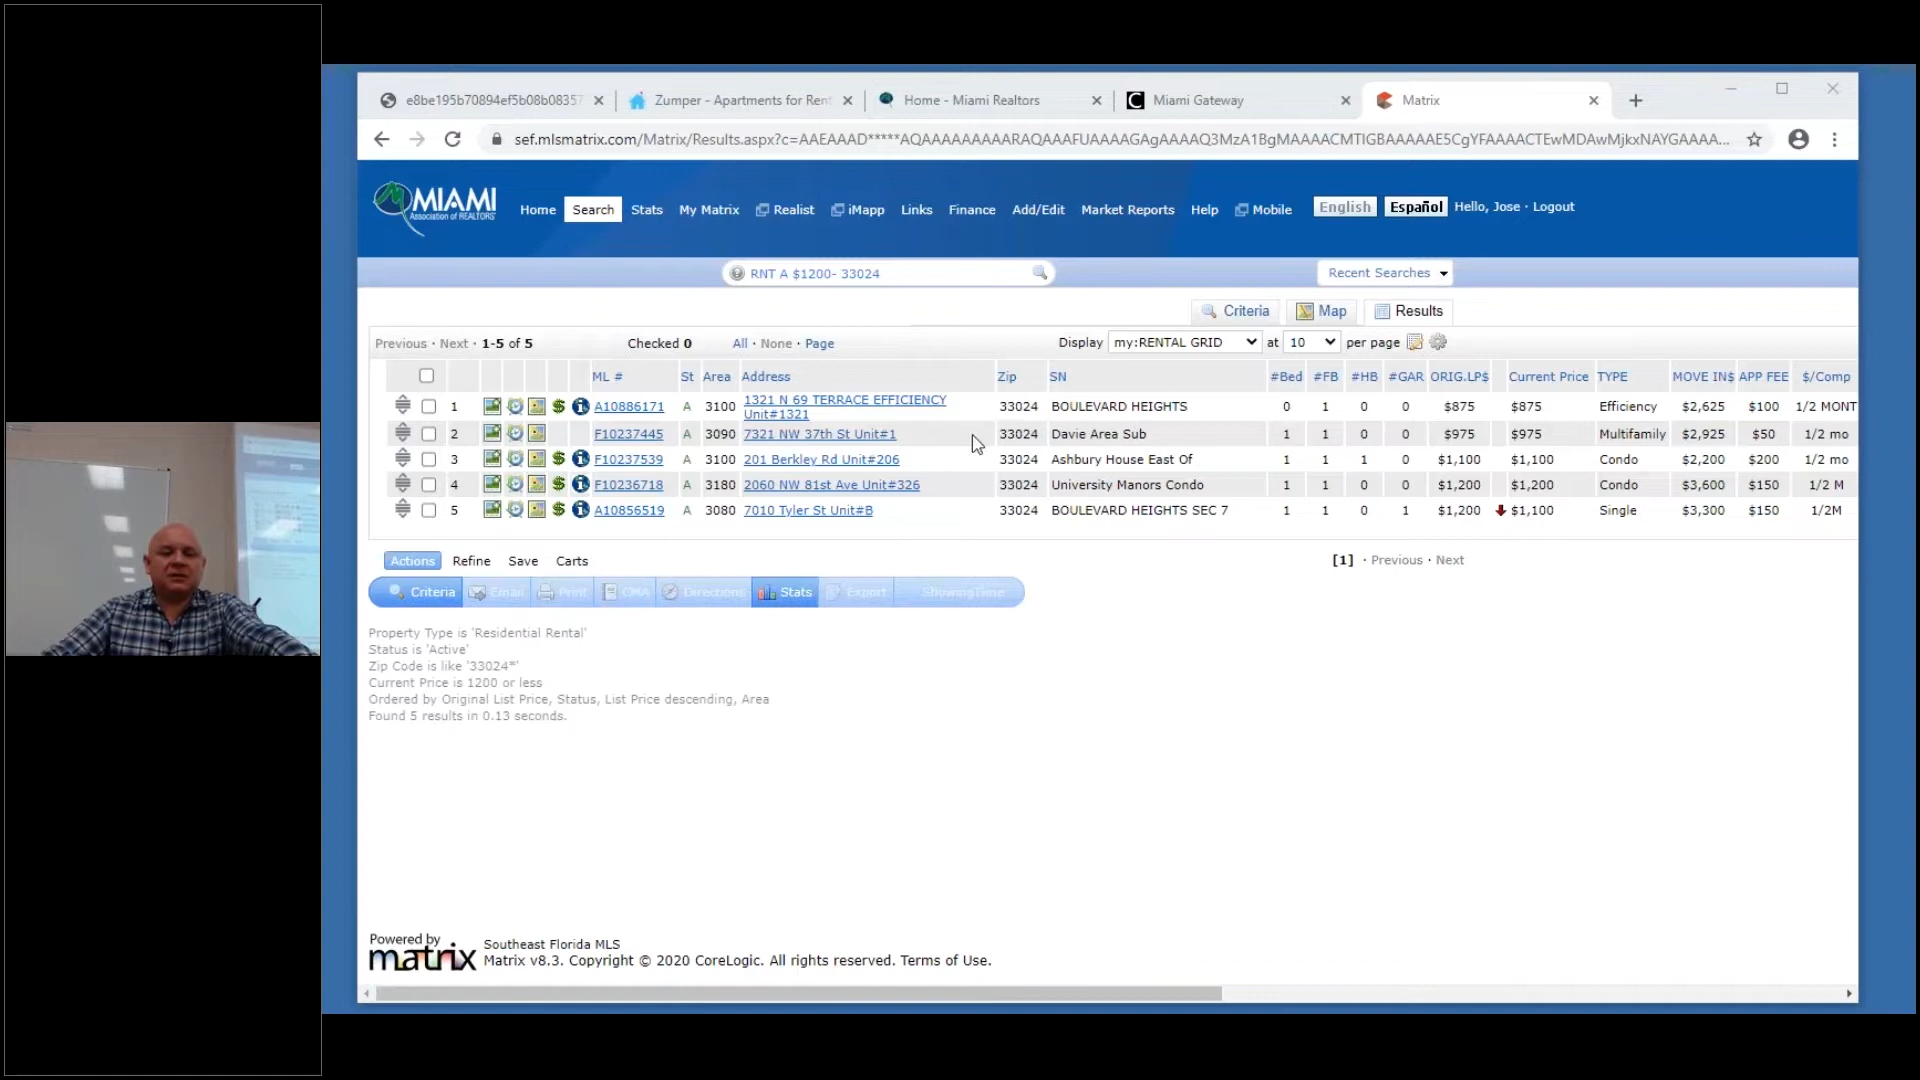 e8be195b70894ef5b08b08357
Zumper - Apartments for Rent
Home - Miami Realtors
Miami Gateway
Matrix
sef.mlsmatrix.com/Matrix/Results.aspx?c=AAEAAAD*****AQAAAAAAAAARAQAAAFUAAAAGAgAAAAQ3MzA1BgMAAAACMTIGBAAAAAE5CgYFAAAACTEwMDAwMjkxNAYGAAAA...
MIAMI
Association of REALTORS®
Home Search Stats My Matrix Realist iMapp Links Finance Add/Edit Market Reports Help Mobile English Español Hello, Jose · Logout
RNT A $1200- 33024
Recent Searches
Criteria Map Results
Previous · Next · 1-5 of 5 Checked 0 All · None · Page Display my:RENTAL GRID at 10 per page
ML # St Area Address Zip SN #Bed #FB #HB #GAR ORIG.LP$ Current Price TYPE MOVE IN$ APP FEE $/Comp
1 A10886171 A 3100 1321 N 69 TERRACE EFFICIENCY Unit#1321 33024 BOULEVARD HEIGHTS 0 1 0 0 $875 $875 Efficiency $2,625 $100 1/2 MONT
2 F10237445 A 3090 7321 NW 37th St Unit#1 33024 Davie Area Sub 1 1 0 0 $975 $975 Multifamily $2,925 $50 1/2 mo
3 F10237539 A 3100 201 Berkley Rd Unit#206 33024 Ashbury House East Of 1 1 1 0 $1,100 $1,100 Condo $2,200 $200 1/2 mo
4 F10236718 A 3180 2060 NW 81st Ave Unit#326 33024 University Manors Condo 1 1 0 0 $1,200 $1,200 Condo $3,600 $150 1/2 M
5 A10856519 A 3080 7010 Tyler St Unit#B 33024 BOULEVARD HEIGHTS SEC 7 1 1 0 1 $1,200 $1,100 Single $3,300 $150 1/2M
Actions Refine Save Carts
[1] · Previous · Next
Criteria Email Print CMA Directions Stats Export ShowingTime
Property Type is 'Residential Rental'
Status is 'Active'
Zip Code is like '33024*'
Current Price is 1200 or less
Ordered by Original List Price, Status, List Price descending, Area
Found 5 results in 0.13 seconds.
Powered by
matrix
Southeast Florida MLS
Matrix v8.3. Copyright © 2020 CoreLogic. All rights reserved. Terms of Use.